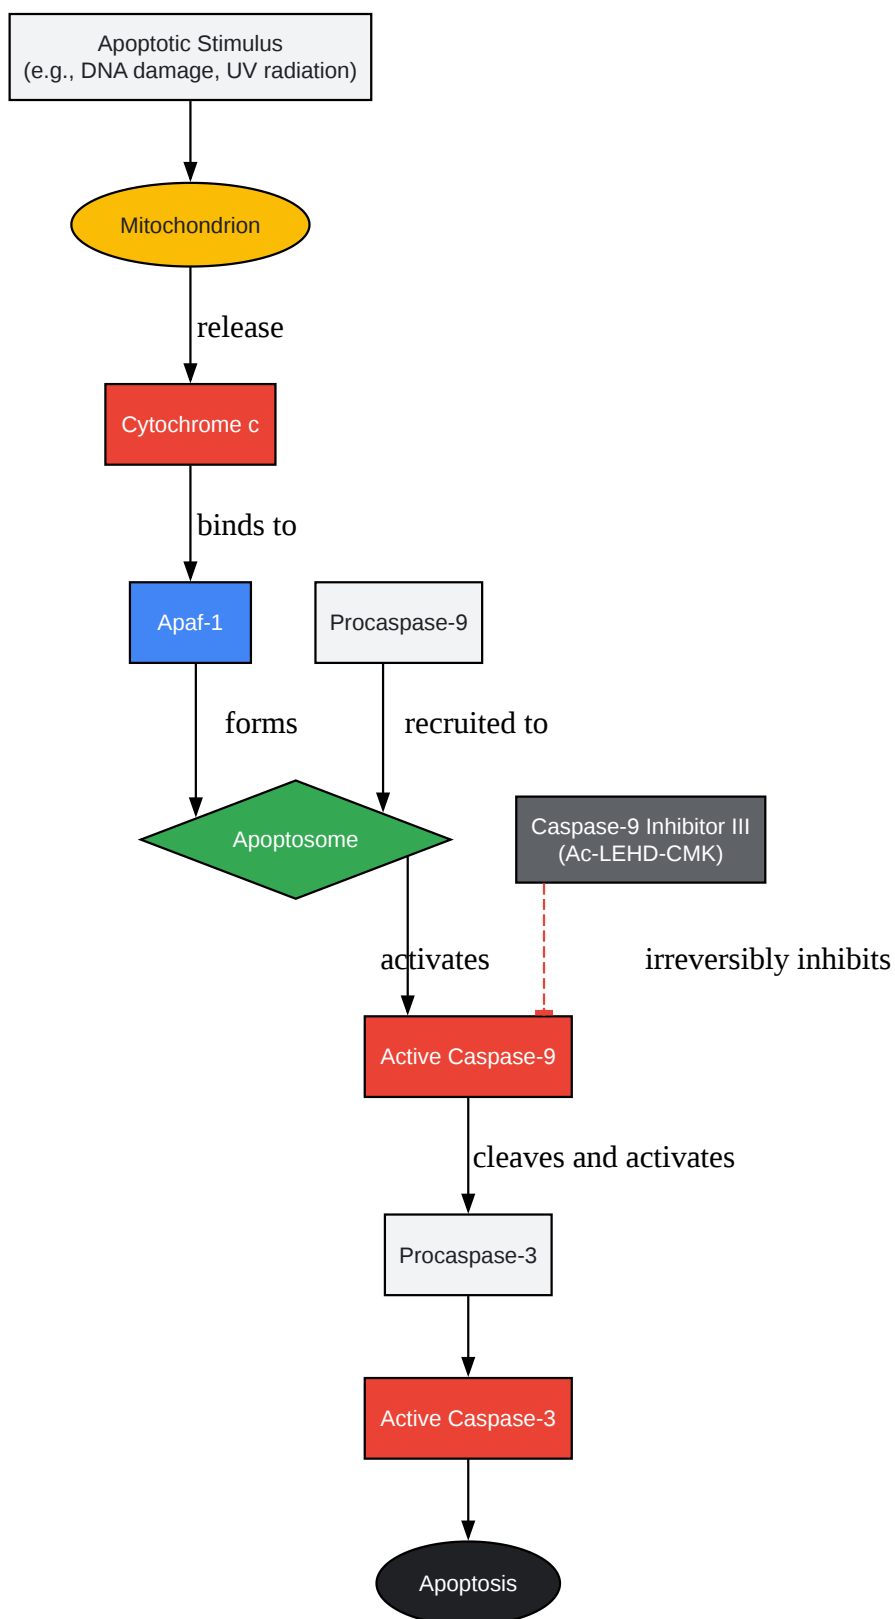 Apoptotic Stimulus
(e.g., DNA damage, UV radiation)
Mitochondrion
release
Cytochrome c
binds to
Apaf-1
Procaspase-9
forms
recruited to
Apoptosome
Caspase-9 Inhibitor III
(Ac-LEHD-CMK)
activates
irreversibly inhibits
Active Caspase-9
cleaves and activates
Procaspase-3
Active Caspase-3
Apoptosis